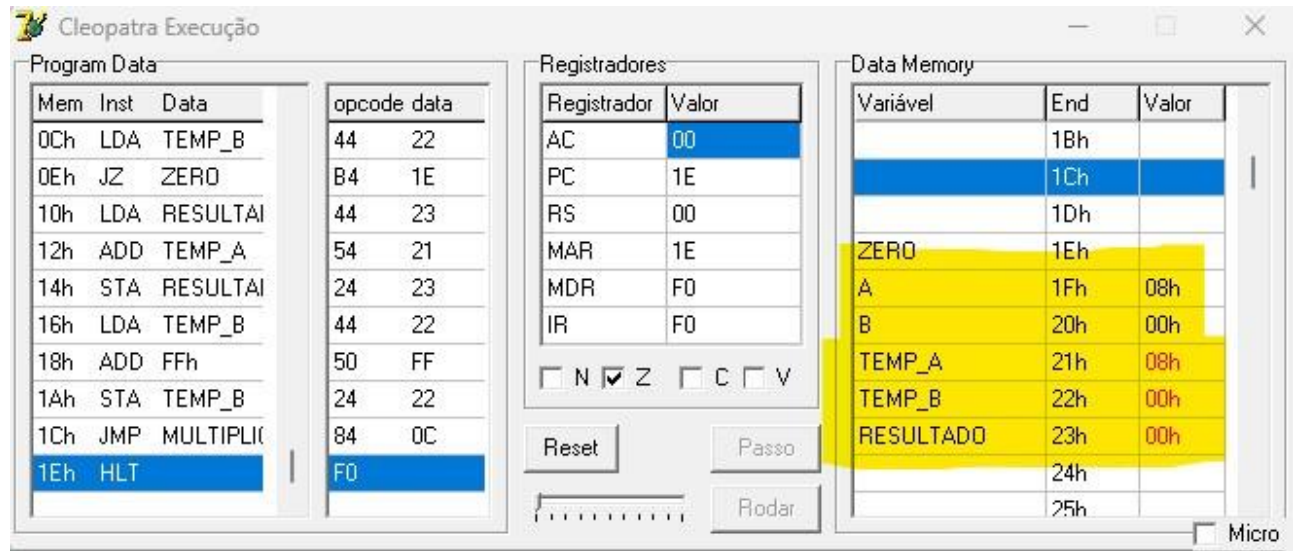 Cleopatra Execução
Program Data
Mem Inst Data opcode data
0Ch LDA TEMP_B 44 22
0Eh JZ ZERO B4 1E
10h LDA RESULTAI 44 23
12h ADD TEMP_A 54 21
14h STA RESULTAI 24 23
16h LDA TEMP_B 44 22
18h ADD FFh 50 FF
1Ah STA TEMP_B 24 22
1Ch JMP MULTIPLI( 84 0C
1Eh HLT F0
Registradores
Registrador Valor
AC 00
PC 1E
RS 00
MAR 1E
MDR F0
IR F0
N Z C V
Reset Passo
Rodar
Data Memory
Variável End Valor
1Bh
1Ch
1Dh
ZERO 1Eh
A 1Fh 08h
B 20h 00h
TEMP_A 21h 08h
TEMP_B 22h 00h
RESULTADO 23h 00h
24h
25h
Micro